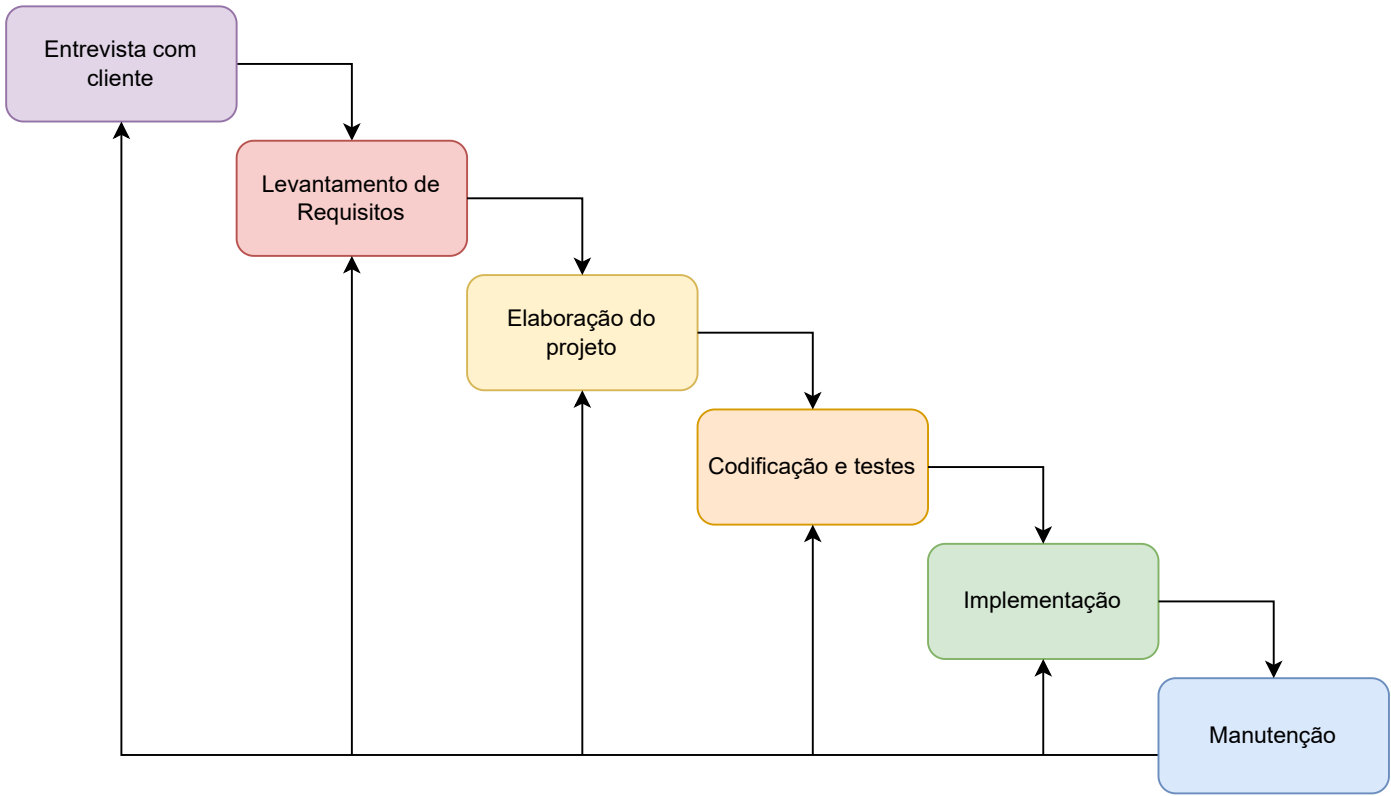 Entrevista com
cliente
Levantamento de
Requisitos
Elaboração do
projeto
Codificação e testes
Implementação
Manutenção